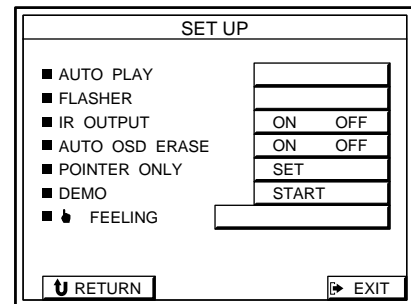 SET UP
AUTO PLAY
FLASHER
IR OUTPUT ON OFF
AUTO OSD ERASE ON OFF
POINTER ONLY SET
DEMO START
FEELING
RETURN EXIT